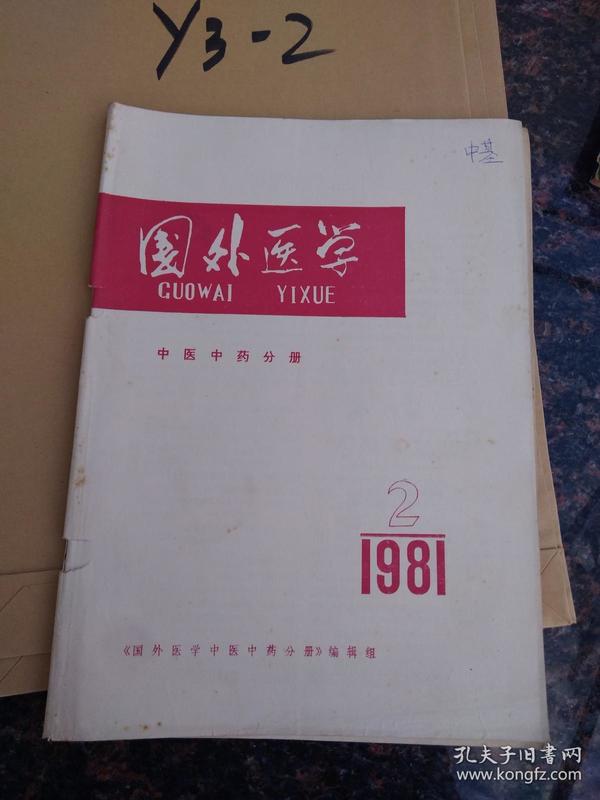 Y3-2
中基
国外医学
GUOWAI YIXUE
中医中药分册
2
1981
《国外医学中医中药分册》编辑组
孔夫子旧书网
www.kongfz.com